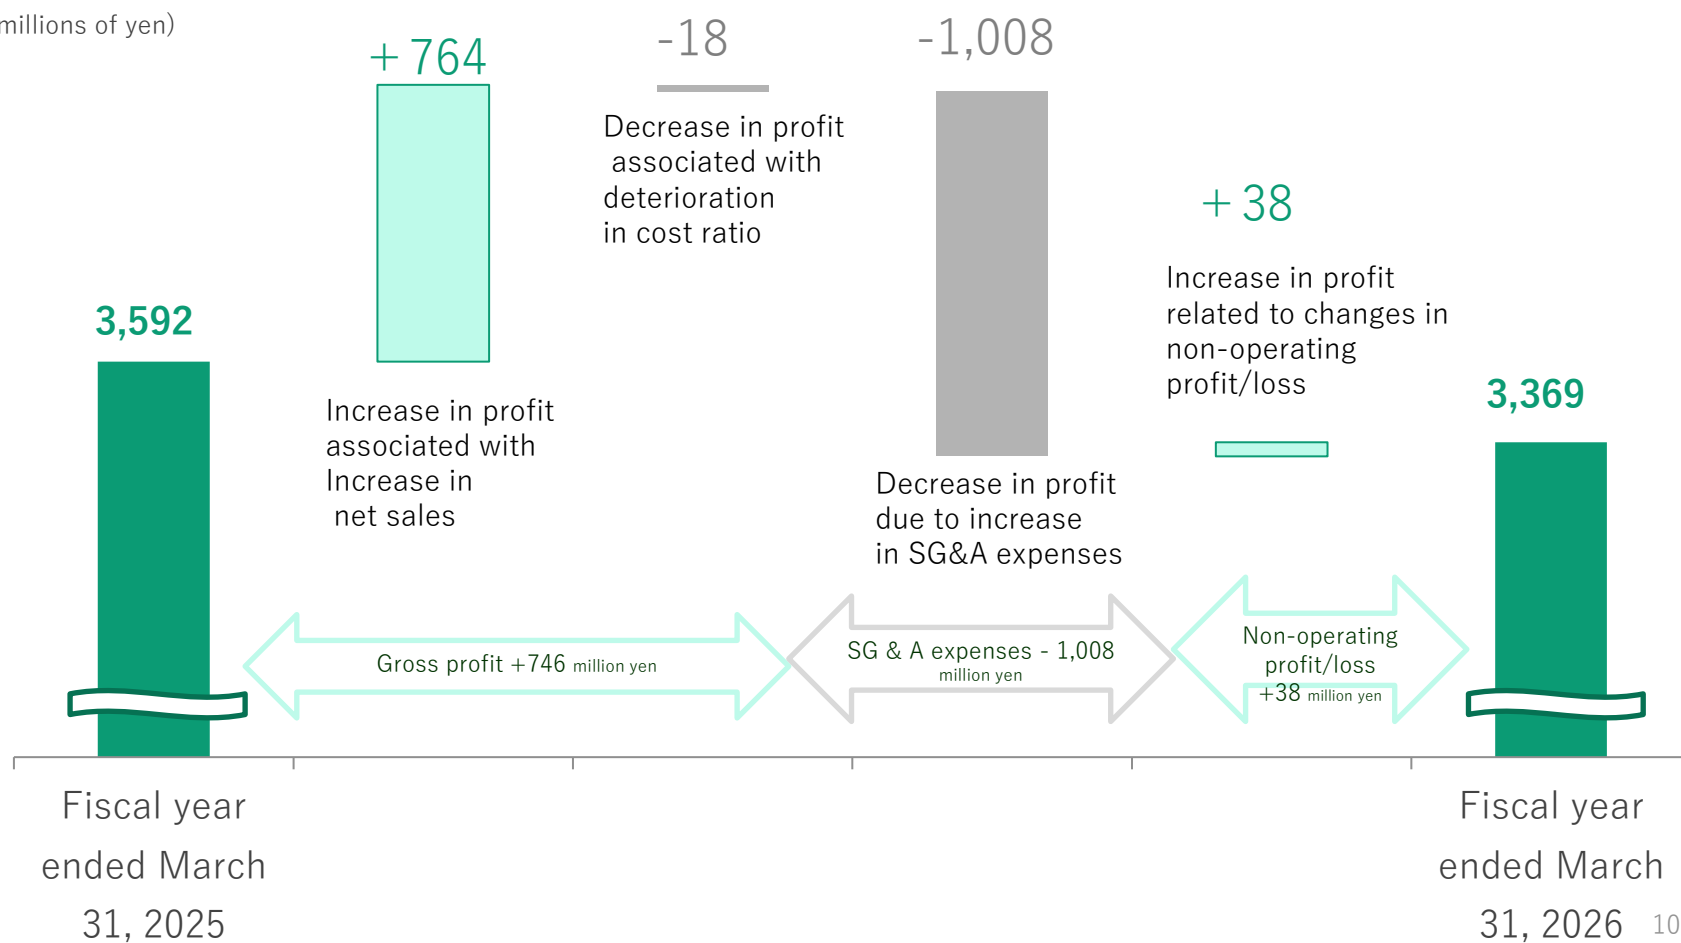 millions of yen)
+764
-18
-1,008
Decrease in profit
associated with
deterioration
in cost ratio
+38
Increase in profit
related to changes in
non-operating
profit/loss
3,592
3,369
Increase in profit
associated with
Increase in
net sales
Decrease in profit
due to increase
in SG&A expenses
Gross profit +746 million yen
SG & A expenses - 1,008
million yen
Non-operating
profit/loss
+38 million yen
Fiscal year
ended March
31, 2025
Fiscal year
ended March
31, 2026
10